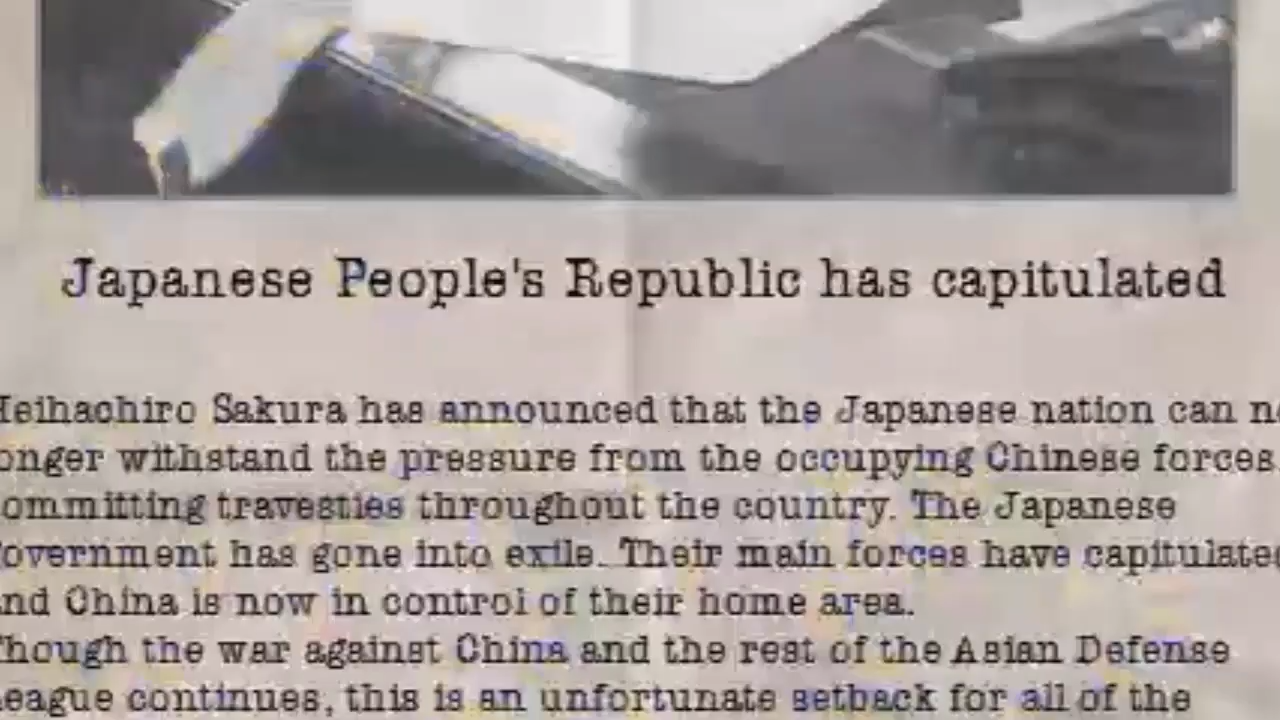 Japanese People's Republic has capitulated
Heihachiro Sakura has announced that the Japanese nation can no
longer withstand the pressure from the occupying Chinese forces
committing travesties throughout the country. The Japanese
government has gone into exile. Their main forces have capitulated
and China is now in control of their home area.
Though the war against China and the rest of the Asian Defense
League continues, this is an unfortunate setback for all of the